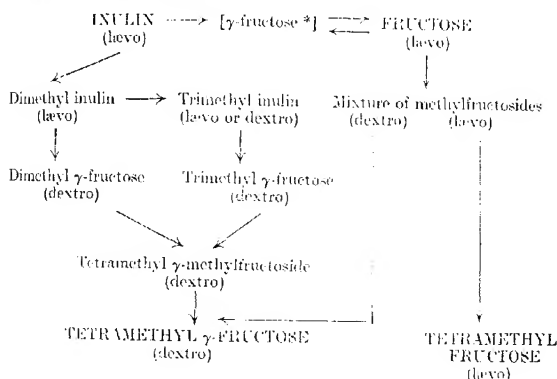 INULIN [γ-fructose *] FRUCTOSE
(lævo) (lævo)
Dimethyl inulin Trimethyl inulin Mixture of methylfructosides
(lævo) (lævo or dextro) (dextro) (lævo)
Dimethyl γ-fructose Trimethyl γ-fructose
(dextro) (dextro)
Tetramethyl γ-methylfructoside
(dextro)
TETRAMETHYL γ-FRUCTOSE TETRAMETHYL
(dextro) FRUCTOSE
(lævo)